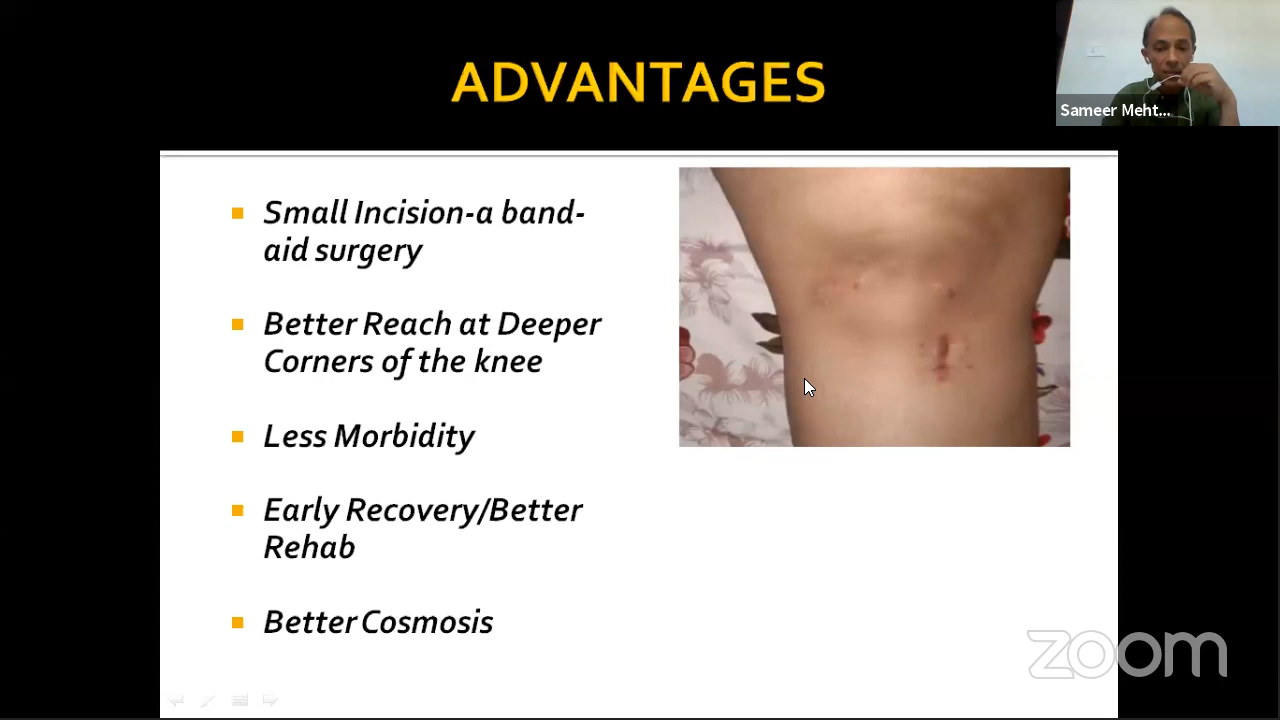 ADVANTAGES
Sameer Meht...
Small Incision-a band-
aid surgery
Better Reach at Deeper
Corners of the knee
Less Morbidity
Early Recovery/Better
Rehab
Better Cosmosis
zoom